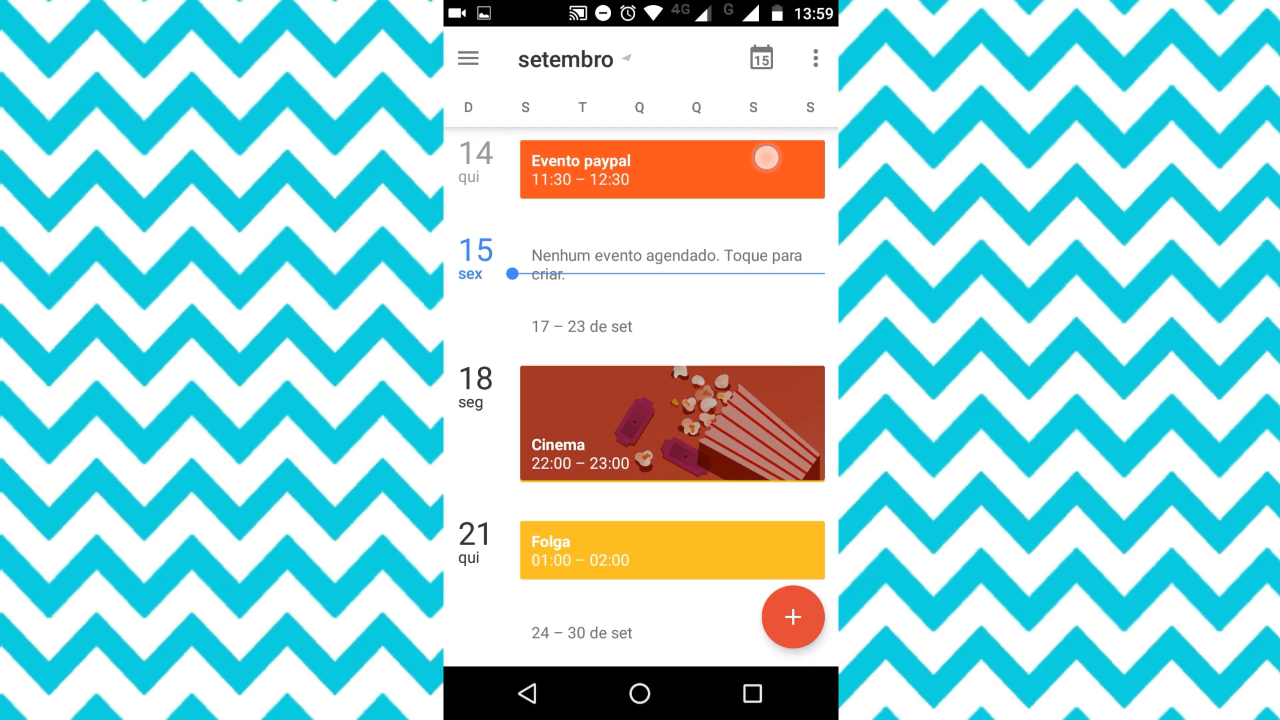 4G G 13:59
setembro 15
D S T Q Q S S
14
qui
Evento paypal
11:30 – 12:30
15
sex
Nenhum evento agendado. Toque para
criar.
17 – 23 de set
18
seg
Cinema
22:00 – 23:00
21
qui
Folga
01:00 – 02:00
24 – 30 de set